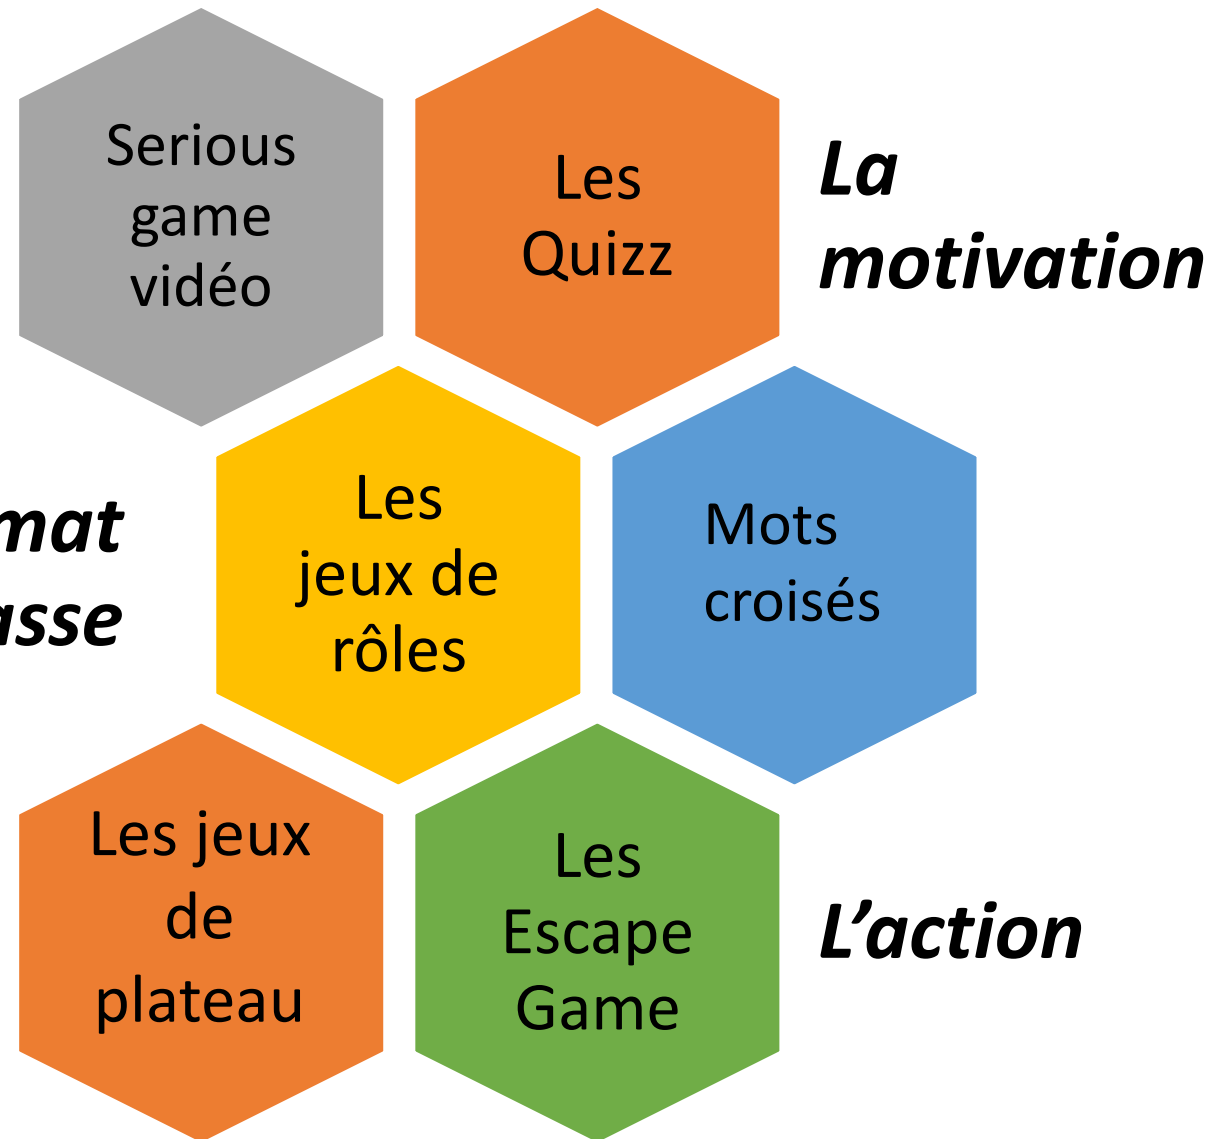 Serious
game
vidéo
Les
Quizz
La
motivation
Les
jeux de
rôles
Mots
croisés
Les jeux
de
plateau
Les
Escape
Game
L’action